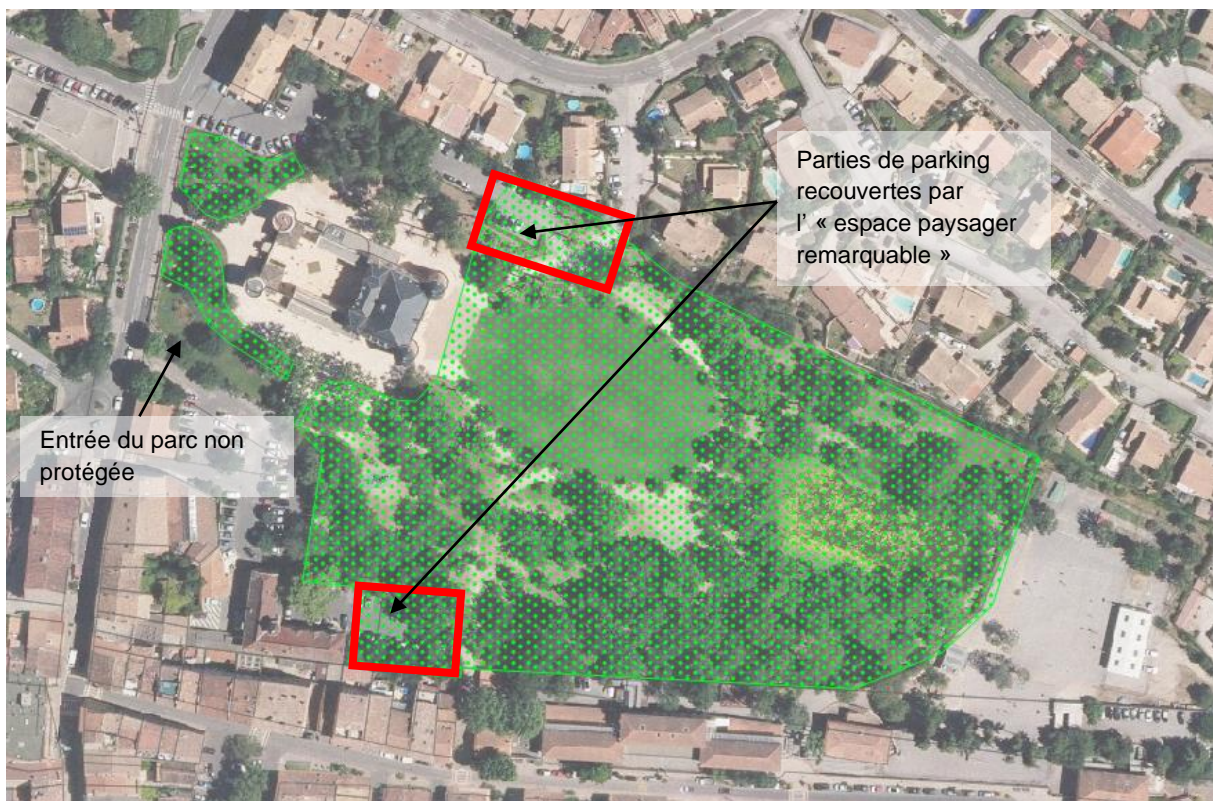 Parties de parking
recouvertes par
l' « espace paysager
remarquable »
Entrée du parc non
protégée